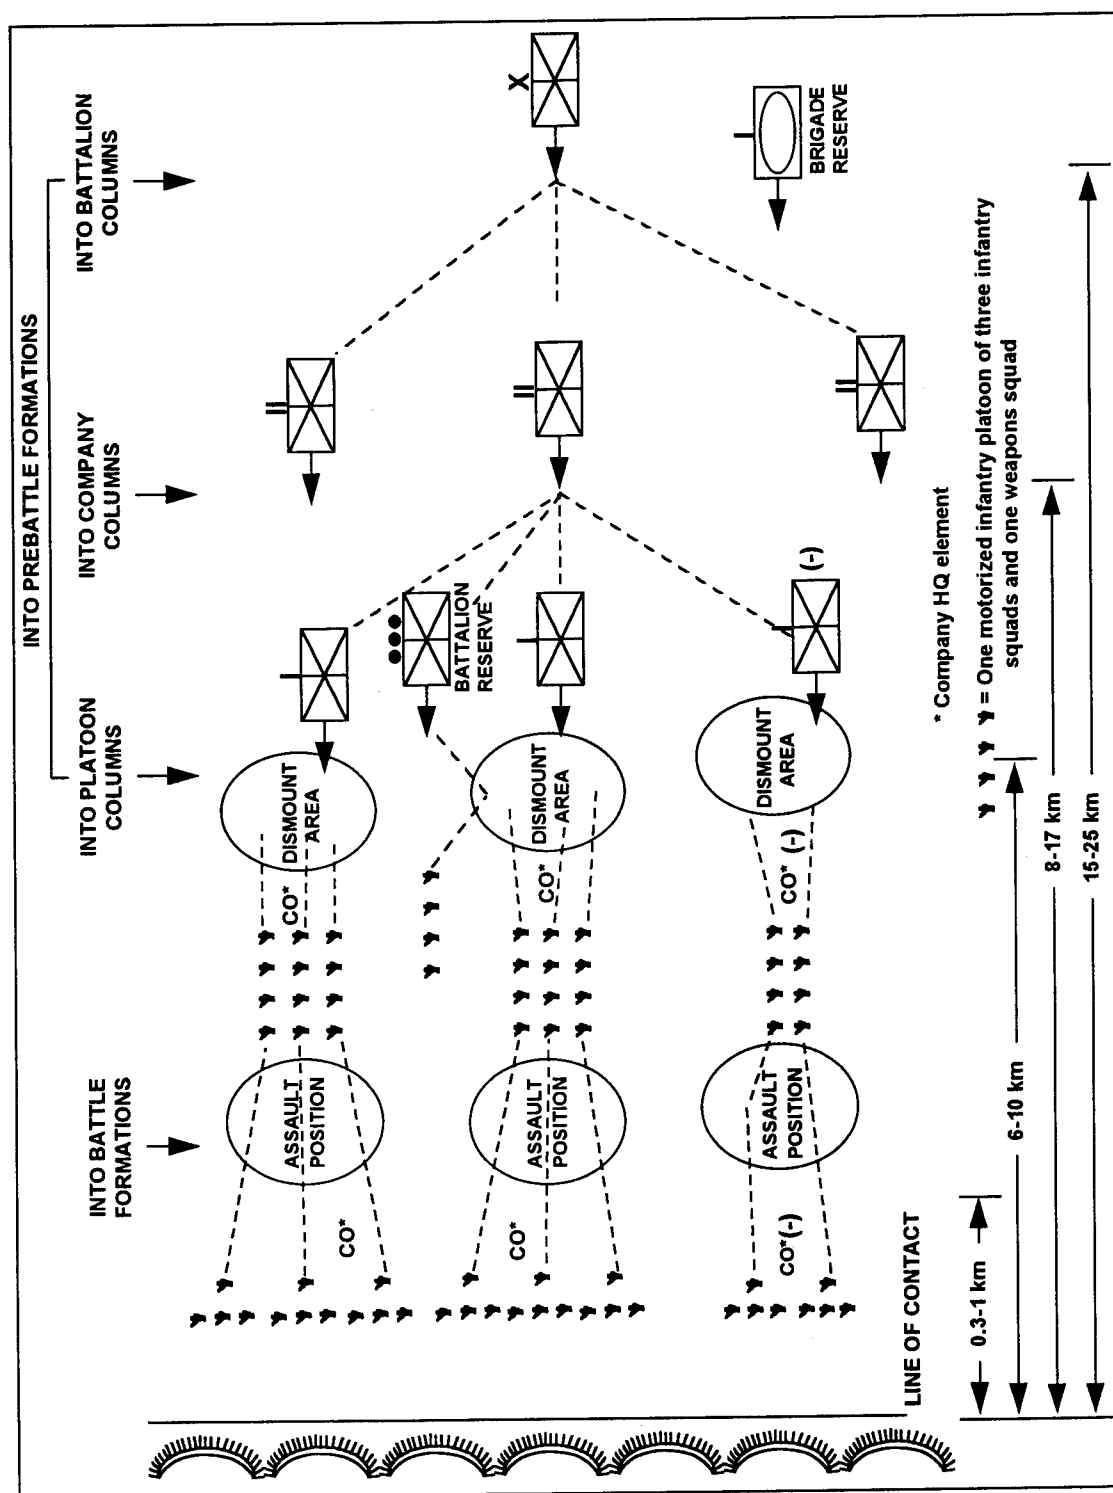 INTO PREBATTLE FORMATIONS
INTO BATTLE
FORMATIONS
INTO PLATOON
COLUMNS
INTO COMPANY
COLUMNS
INTO BATTALION
COLUMNS
X
II
II
II
I
I
I
I
ASSAULT
POSITION
CO*
CO*
DISMOUNT
AREA
BATTALION
RESERVE
ASSAULT
POSITION
CO*
CO*
DISMOUNT
AREA
ASSAULT
POSITION
CO*(-)
CO*
(-)
DISMOUNT
AREA
(-)
BRIGADE
RESERVE
LINE OF CONTACT
* Company HQ element
= One motorized infantry platoon of three infantry
squads and one weapons squad
0.3-1 km
6-10 km
8-17 km
15-25 km